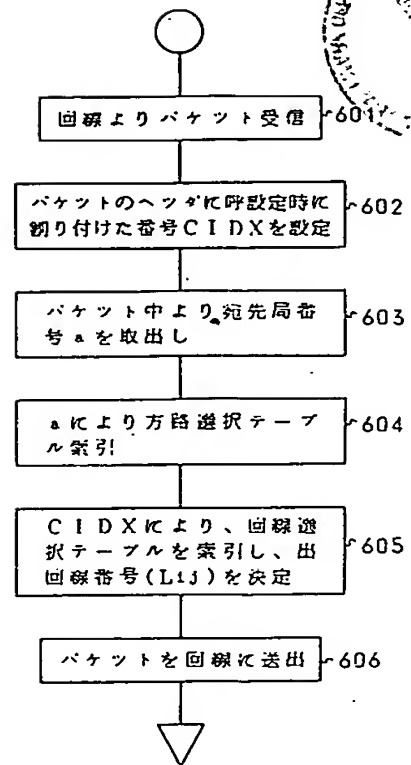 回線よりパケツト受信 601
パケツトのヘツダに呼設定時に 602
割り付けた番号CIDXを設定
パケツト中より宛先局番 603
号aを取出し
aにより方路選択テーブ 604
ル索引
CIDXにより、回線選
択テーブルを索引し、出 605
回線番号(Lij)を決定
パケツトを回線に送出 606